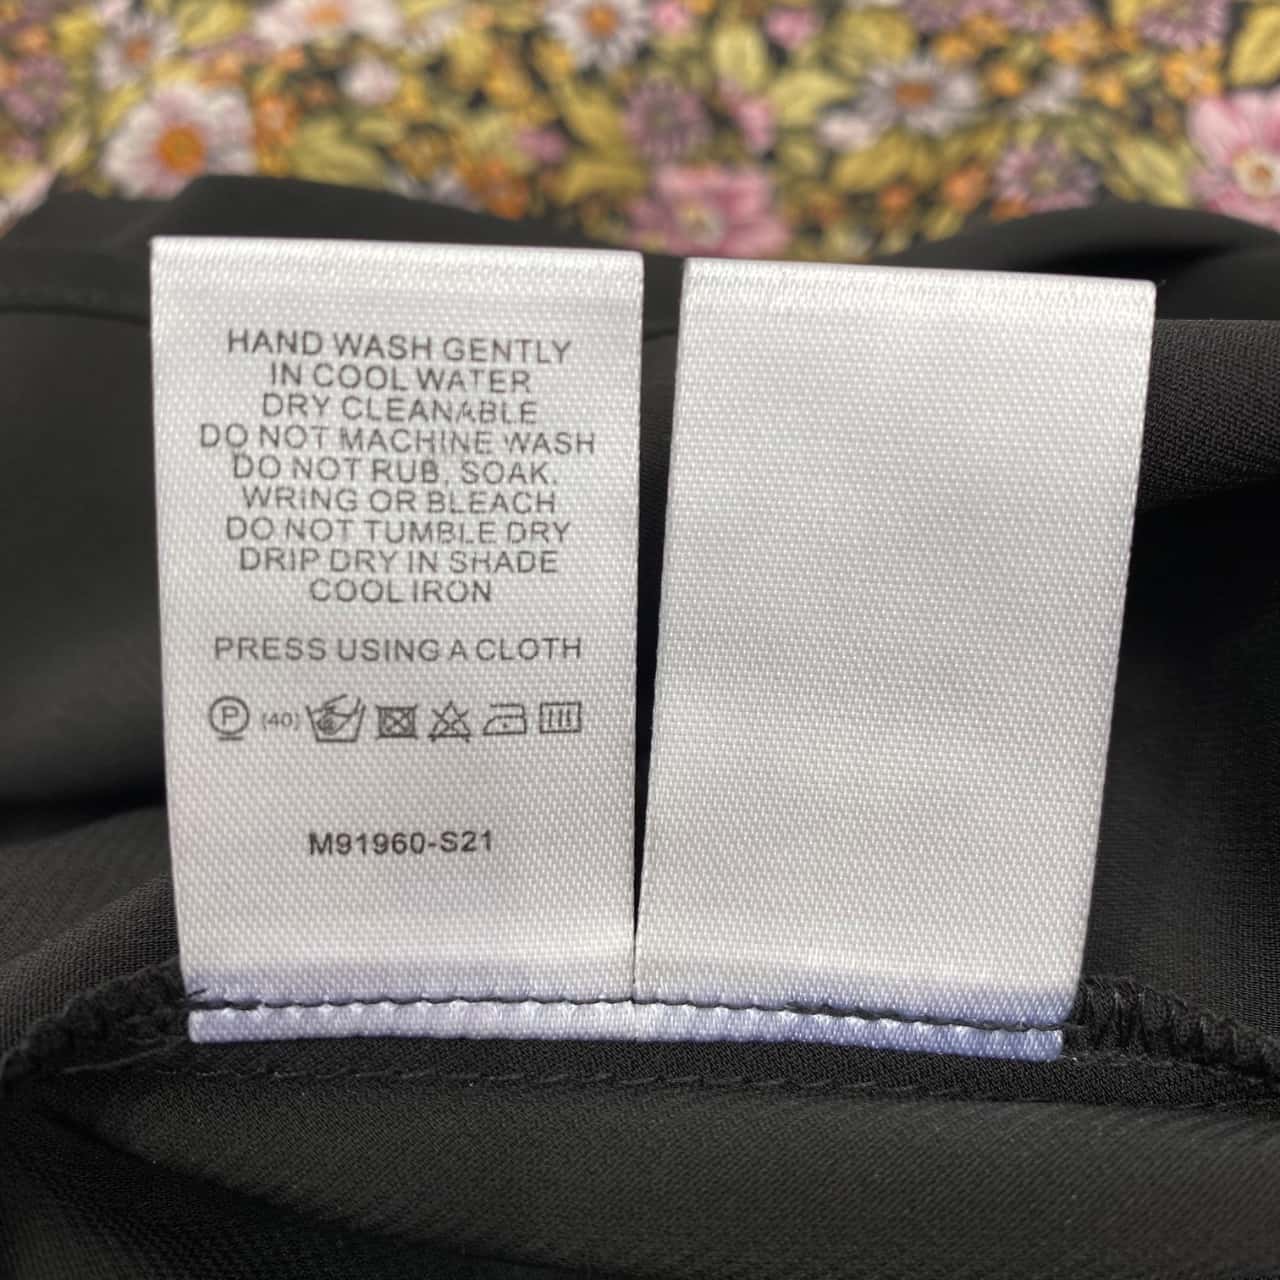 HAND WASH GENTLY
IN COOL WATER
DRY CLEANABLE
DO NOT MACHINE WASH
DO NOT RUB, SOAK.
WRING OR BLEACH
DO NOT TUMBLE DRY
DRIP DRY IN SHADE
COOL IRON
PRESS USING A CLOTH
P (40)
M91960-S21